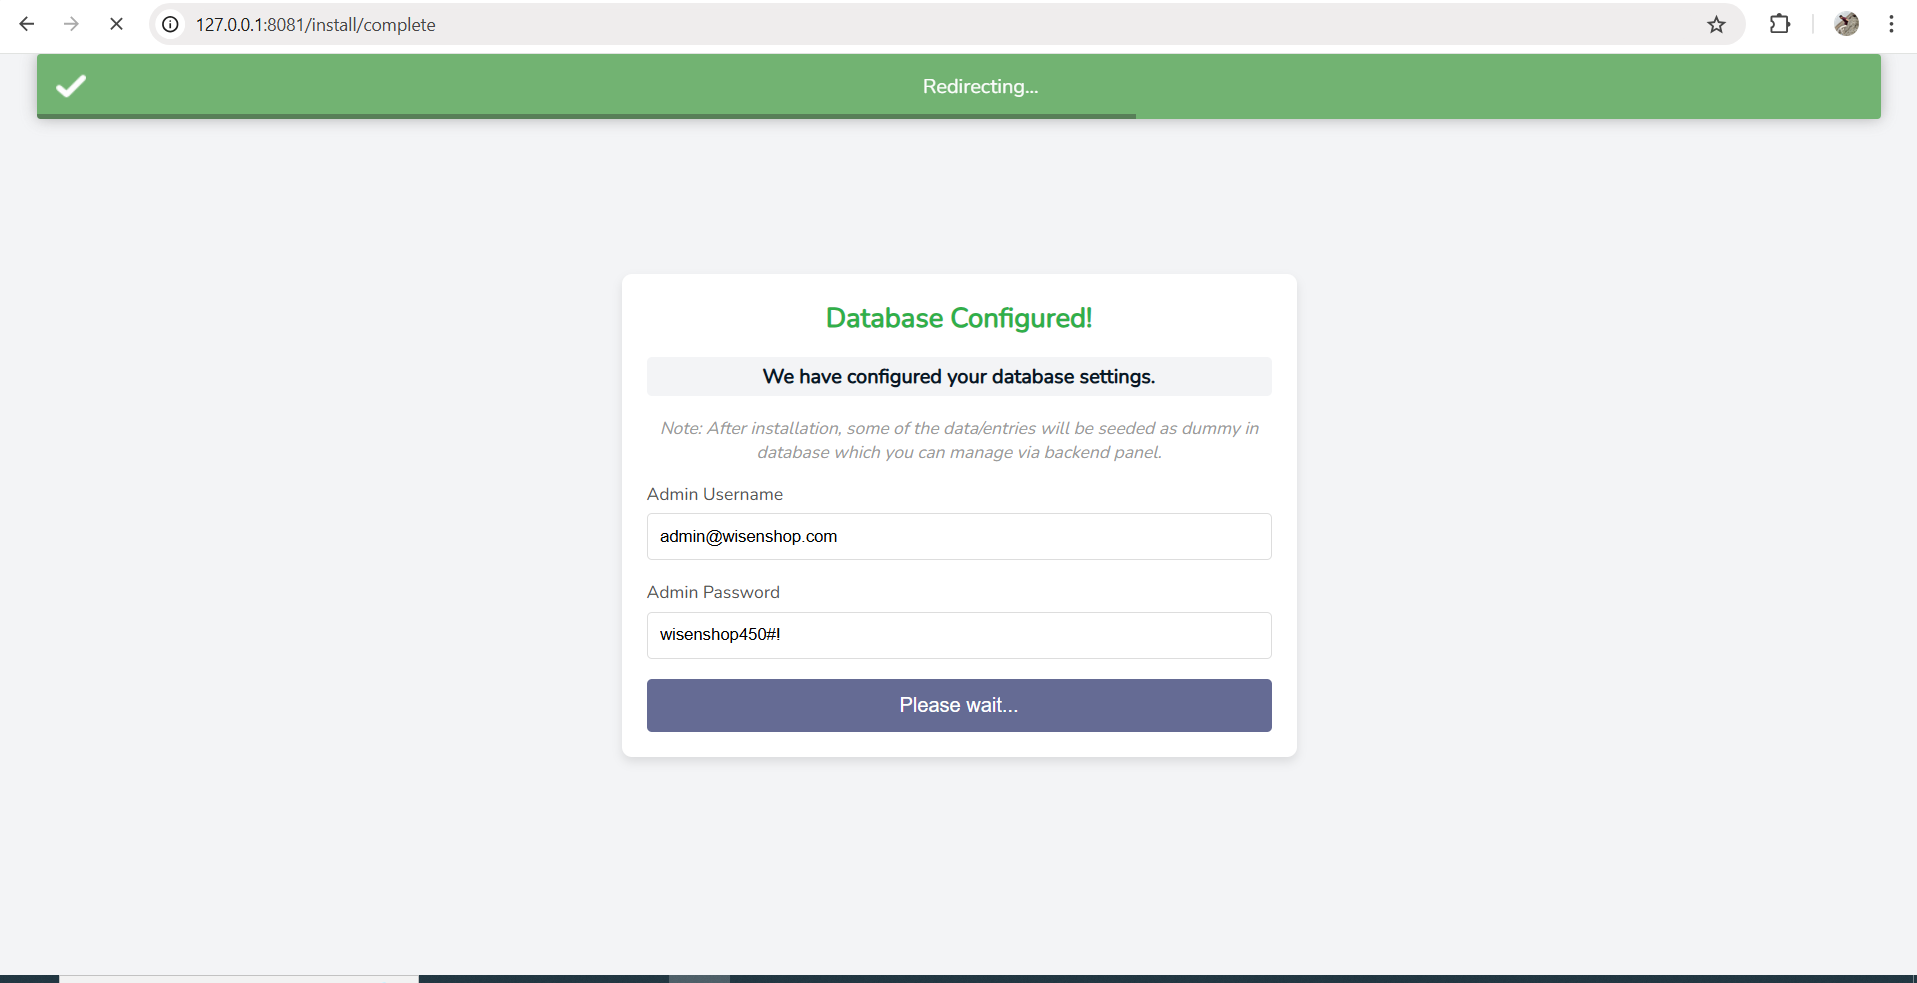 127.0.0.1:8081/install/complete
Redirecting...
Database Configured!
We have configured your database settings.
Note: After installation, some of the data/entries will be seeded as dummy in
database which you can manage via backend panel.
Admin Username
admin@wisenshop.com
Admin Password
wisenshop450#!
Please wait...